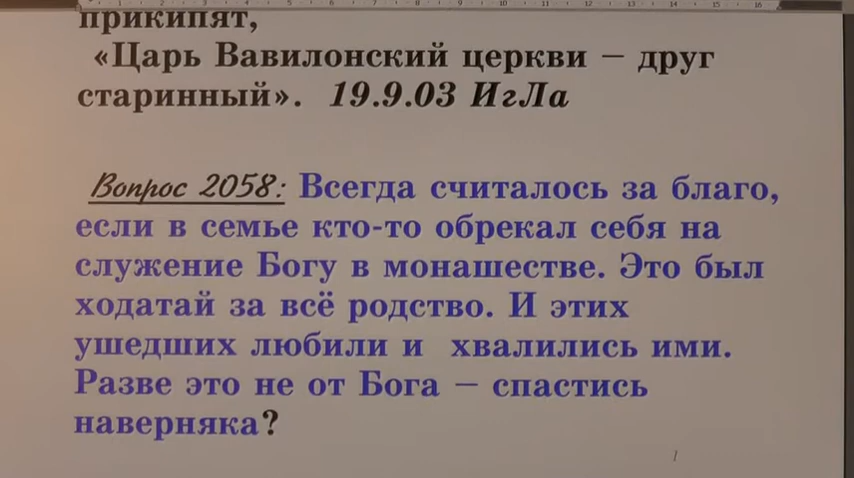 прикипят,
«Царь Вавилонский церкви – друг
старинный». 19.9.03 ИгЛа
Вопрос 2058: Всегда считалось за благо,
если в семье кто-то обрекал себя на
служение Богу в монашестве. Это был
ходатай за всё родство. И этих
ушедших любили и хвалились ими.
Разве это не от Бога – спастись
наверняка?